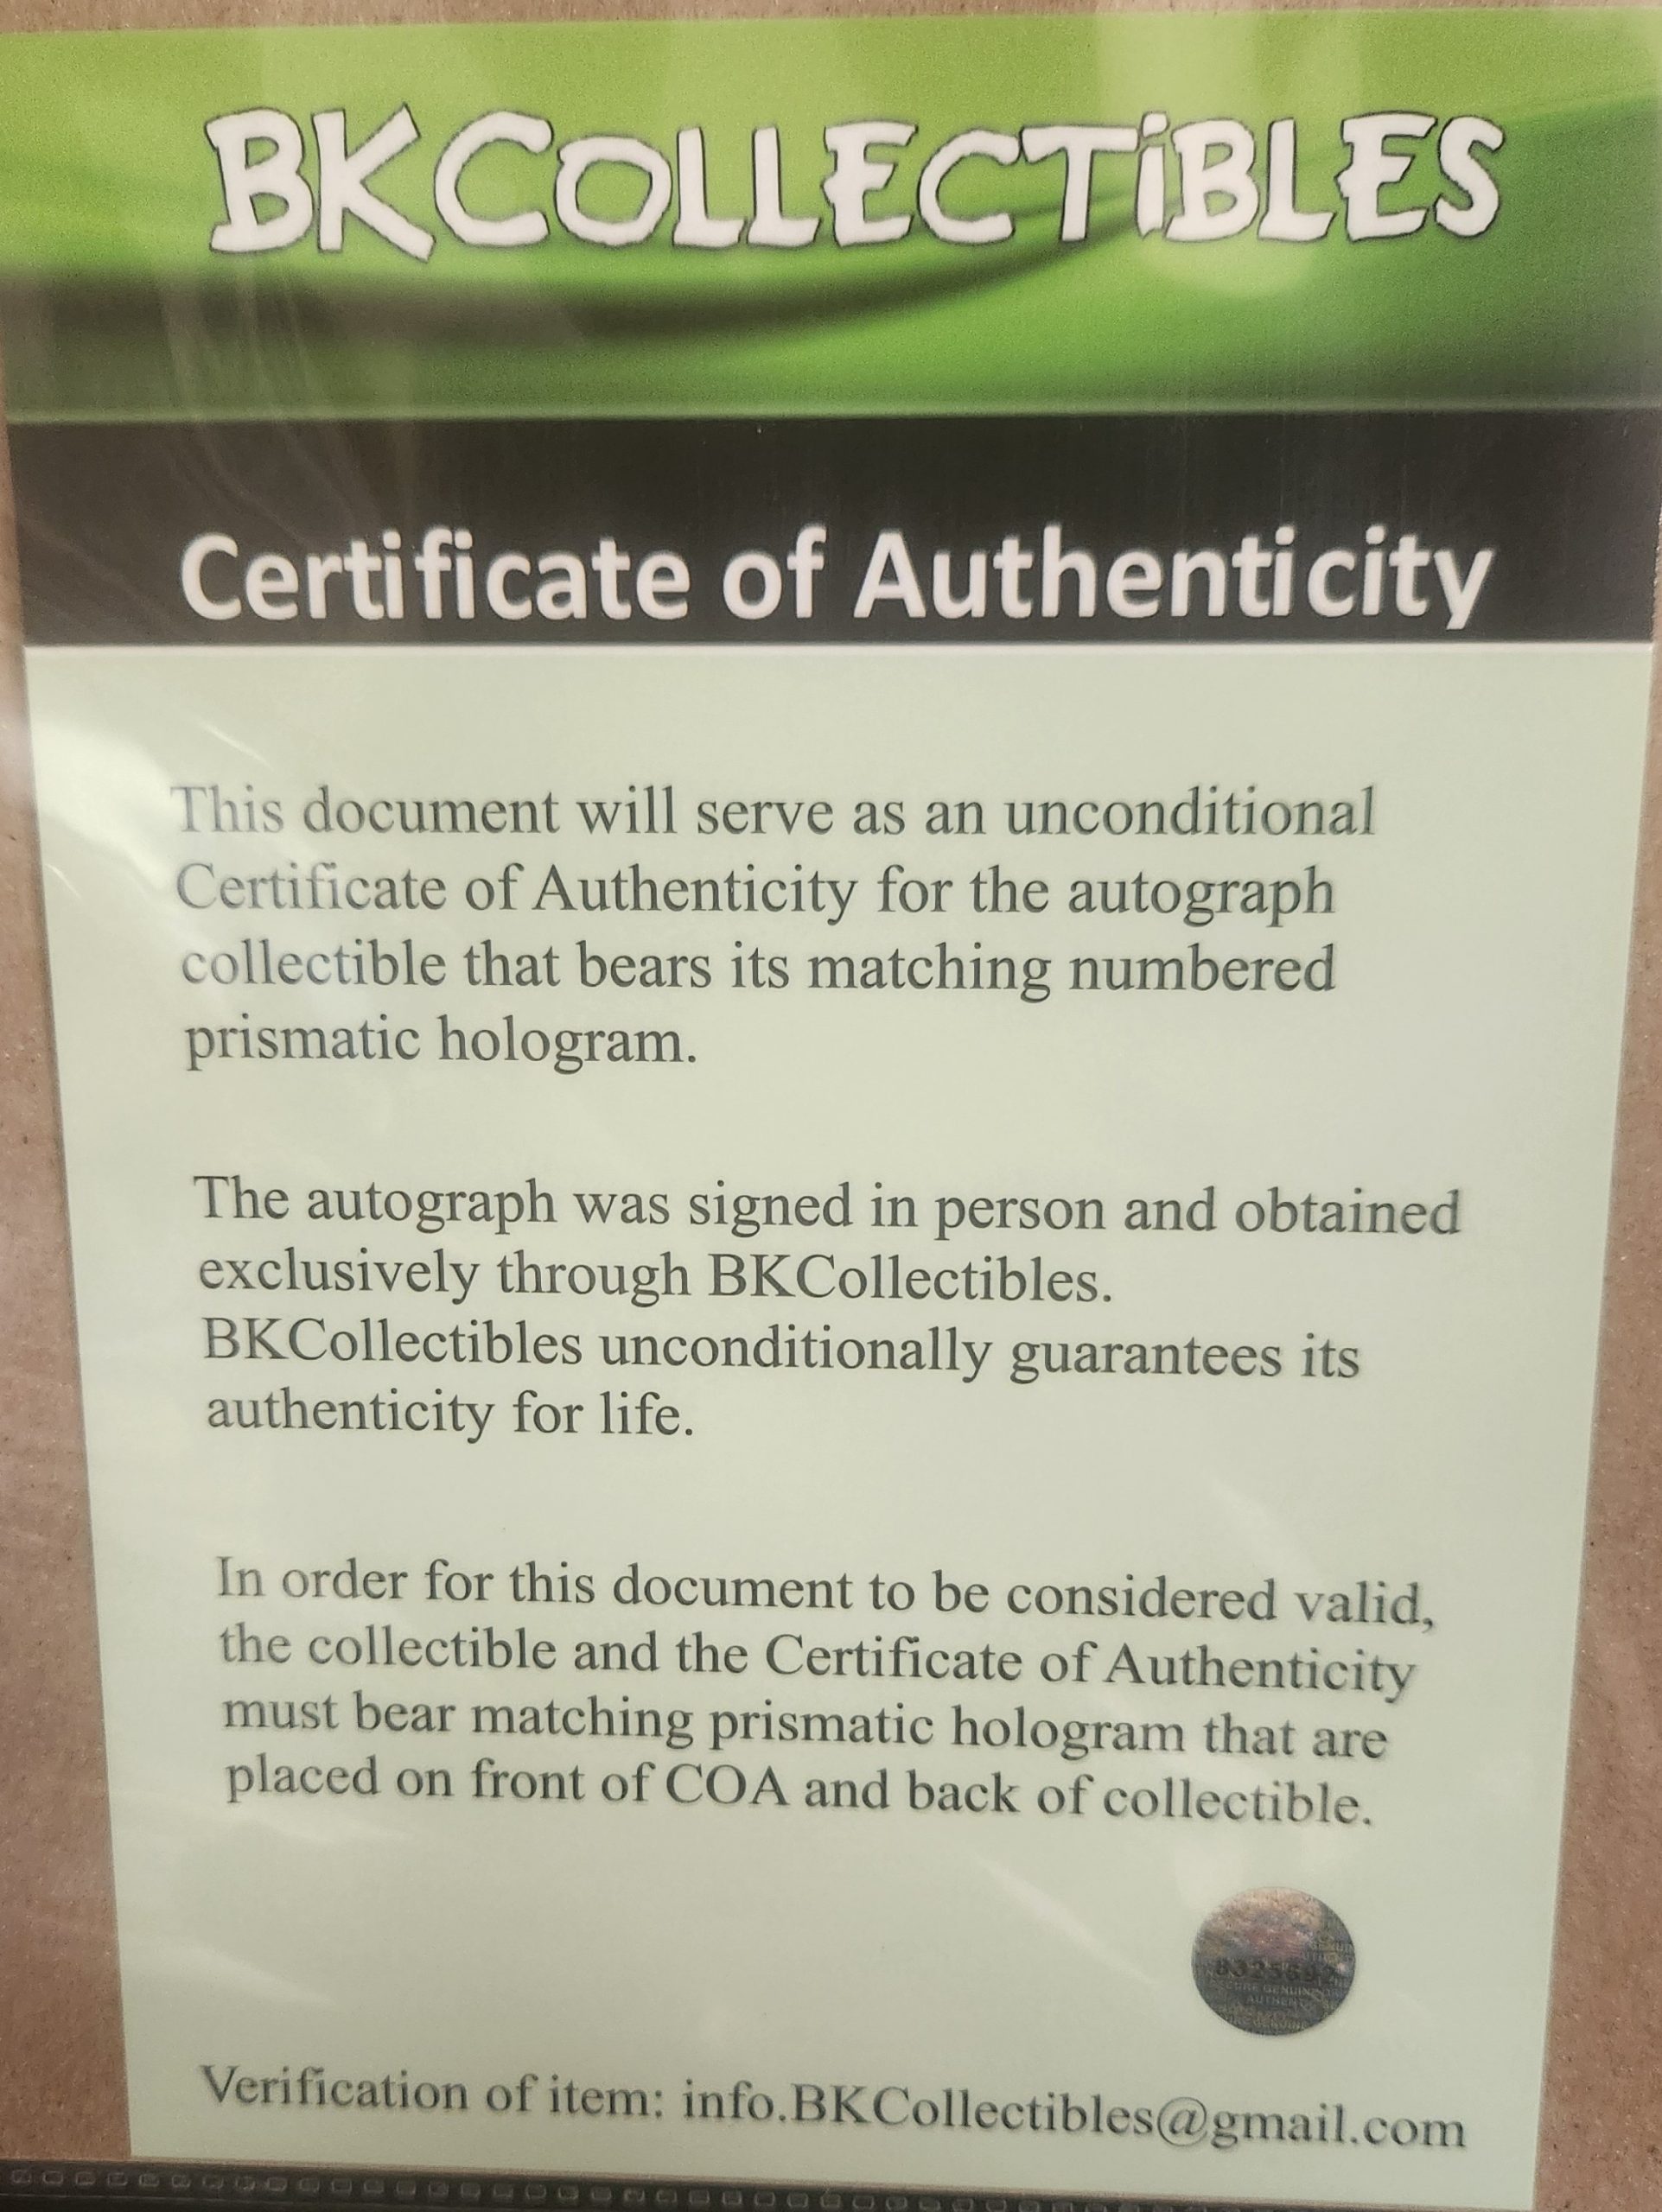 BKCOLLECTiBLES
Certificate of Authenticity
This document will serve as an unconditional
Certificate of Authenticity for the autograph
collectible that bears its matching numbered
prismatic hologram.
The autograph was signed in person and obtained
exclusively through BKCollectibles.
BKCollectibles unconditionally guarantees its
authenticity for life.
In order for this document to be considered valid,
the collectible and the Certificate of Authenticity
must bear matching prismatic hologram that are
placed on front of COA and back of collectible.
Verification of item: info.BKCollectibles@gmail.com